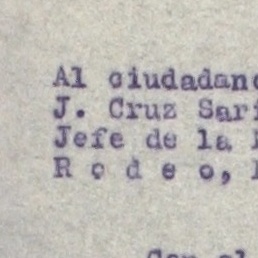 Al ciudadano
J. Cruz Sar
Jefe de la
R o d e o,